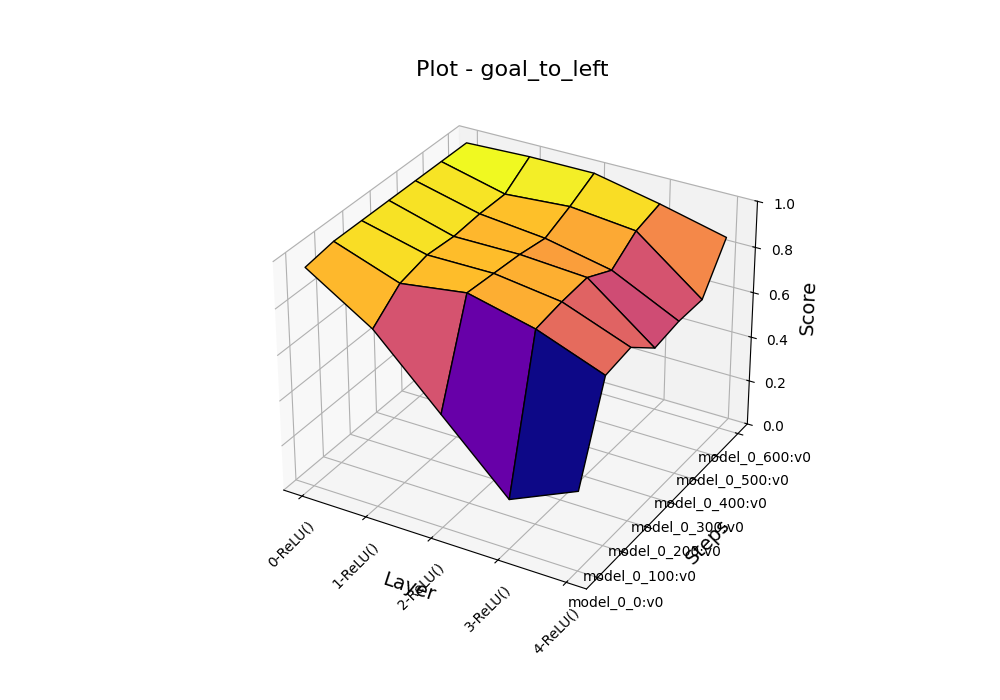 Plot - goal_to_left
1.0
0.8
0.6
0.4
0.2
0.0
Score
model_0_600:v0
model_0_500:v0
model_0_400:v0
model_0_300:v0
model_0_200:v0
model_0_100:v0
model_0_0:v0
Steps
0-ReLU()
1-ReLU()
2-ReLU()
3-ReLU()
4-ReLU()
Layer